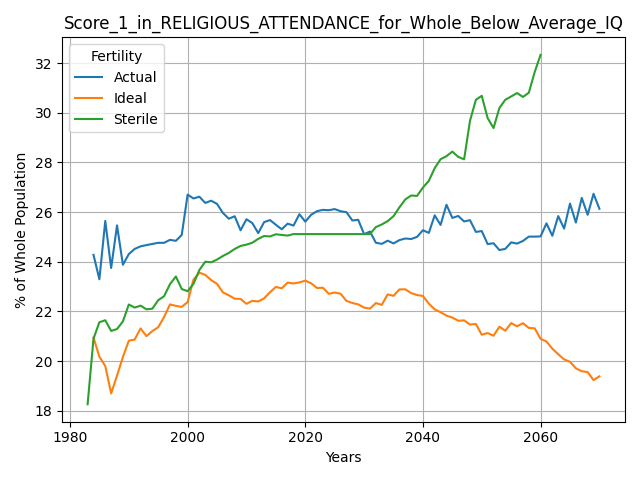 Score_1_in_RELIGIOUS_ATTENDANCE_for_Whole_Below_Average_IQ
Fertility
Actual
Ideal
Sterile
% of Whole Population
32
30
28
26
24
22
20
18
1980
2000
2020
2040
2060
Years